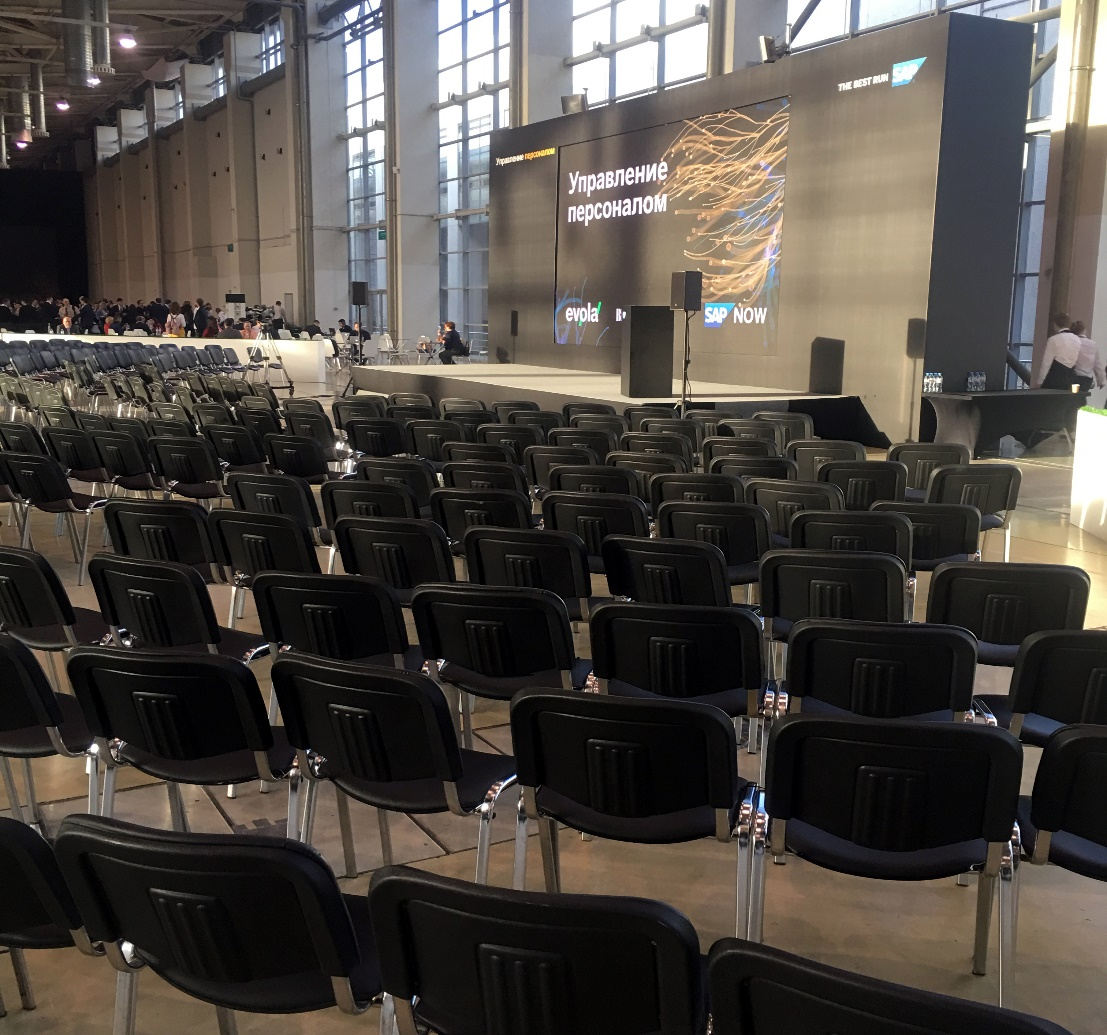 THE BEST RUN SAP
Управление персоналом
Управление
персоналом
evola
SAP NOW